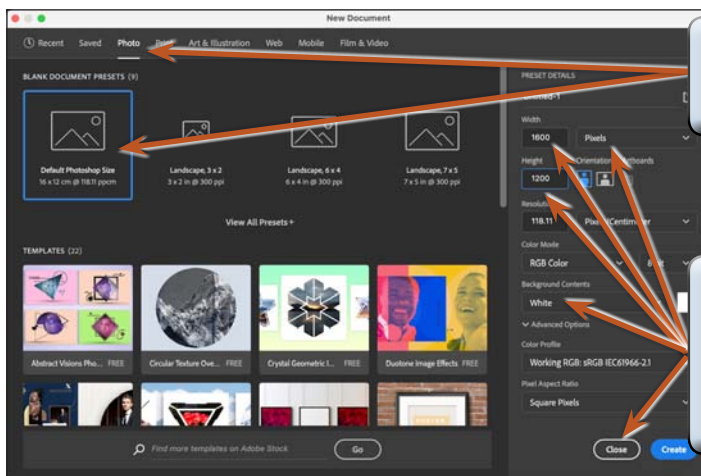 New Document
Recent Saved Photo Print Art & Illustration Web Mobile Film & Video
BLANK DOCUMENT PRESETS (9)
Default Photoshop Size
16 x 12 cm @ 118.11 ppcm
Landscape, 3 x 2
3 x 2 in @ 300 ppi
Landscape, 6 x 4
6 x 4 in @ 300 ppi
Landscape, 7 x 5
7 x 5 in @ 300 ppi
View All Presets+
TEMPLATES (22)
Abstract Visions Pho... FREE
Circular Texture Ove... FREE
Crystal Geometric I... FREE
Duotone Image Effects FREE
Find more templates on Adobe Stock
Go
PRESET DETAILS
Width
1600 Pixels
Height
1200
Color Mode
RGB Color
Background Contents
White
Advanced Options
Color Profile
Working RGB: sRGB IEC61966-2.1
Pixel Aspect Ratio
Square Pixels
Close Create
118.11